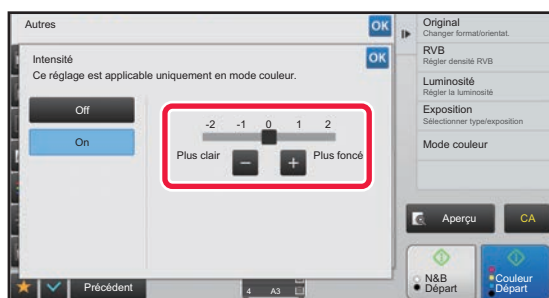 Autres
OK
Intensité
OK
Ce réglage est applicable uniquement en mode couleur.
Off
On
-2 -1 0 1 2
Plus clair
Plus foncé
Précédent
4 A3
Original
Changer format/orientat.
RVB
Régler densité RVB
Luminosité
Régler la luminosité
Exposition
Sélectionner type/exposition
Mode couleur
Aperçu
CA
N&B
Départ
Couleur
Départ